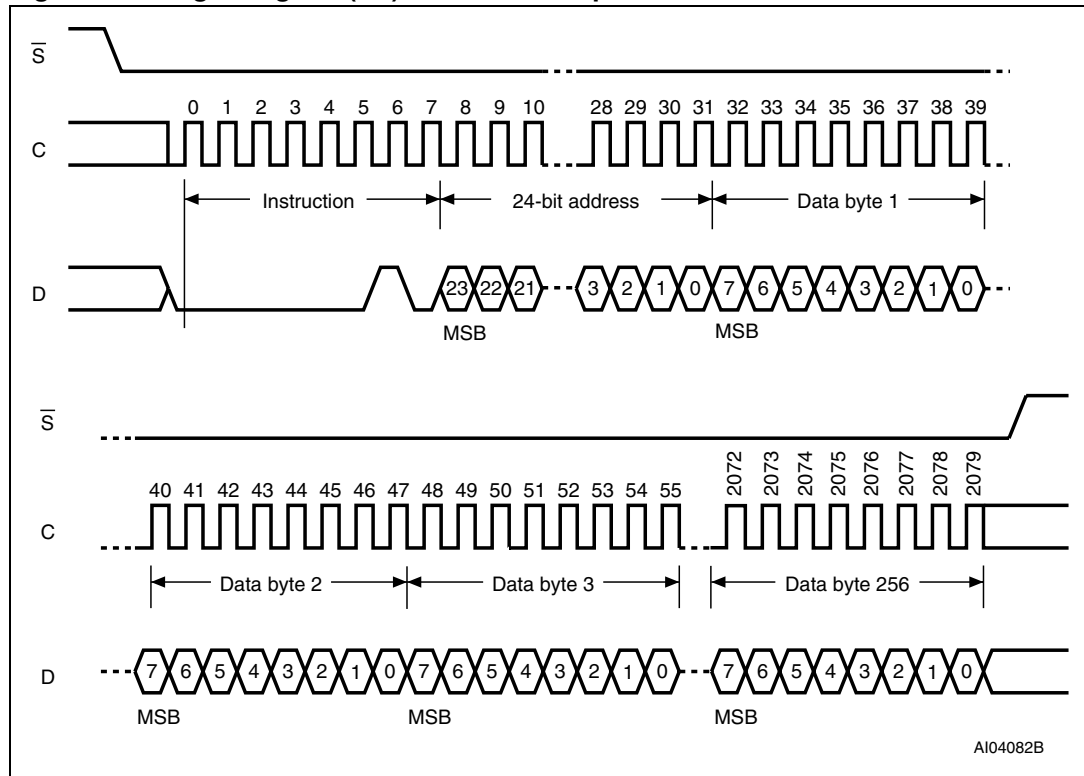 S
0 1 2 3 4 5 6 7 8 9 10 28 29 30 31 32 33 34 35 36 37 38 39
C
Instruction 24-bit address Data byte 1
D 23 22 21 3 2 1 0 7 6 5 4 3 2 1 0
MSB MSB
S
40 41 42 43 44 45 46 47 48 49 50 51 52 53 54 55 2072 2073 2074 2075 2076 2077 2078 2079
C
Data byte 2 Data byte 3 Data byte 256
D 7 6 5 4 3 2 1 0 7 6 5 4 3 2 1 0 7 6 5 4 3 2 1 0
MSB MSB MSB
AI04082B